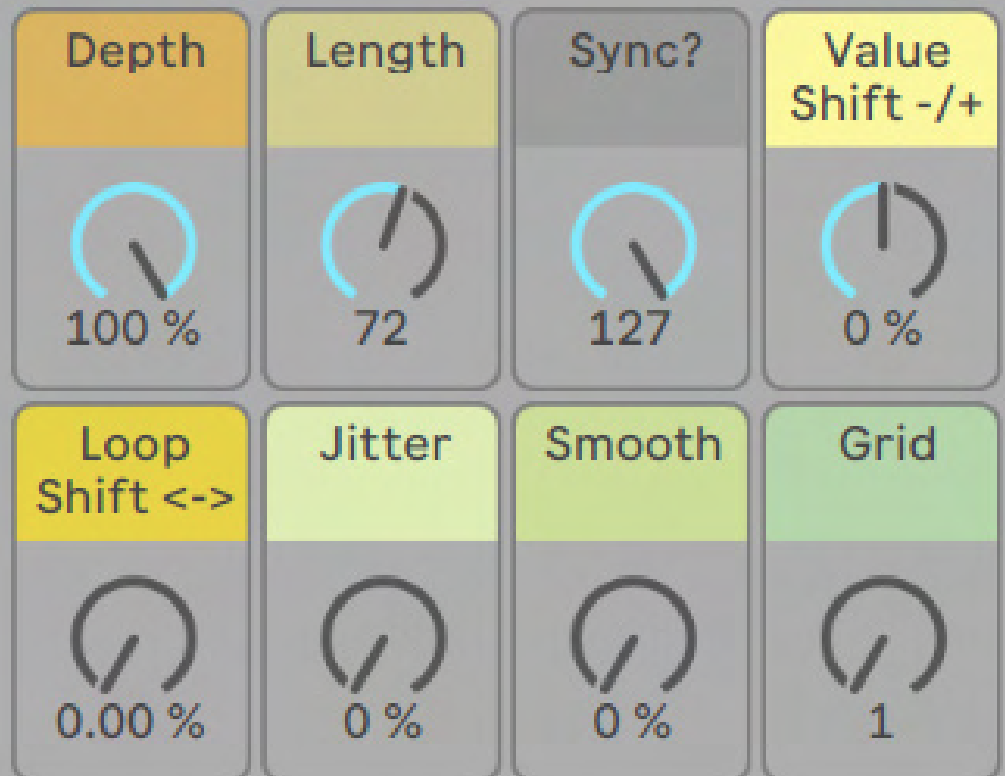 Depth
Length
Sync?
Value
Shift -/+
100 %
72
127
0 %
Loop
Shift <->
Jitter
Smooth
Grid
0.00 %
0 %
0 %
1